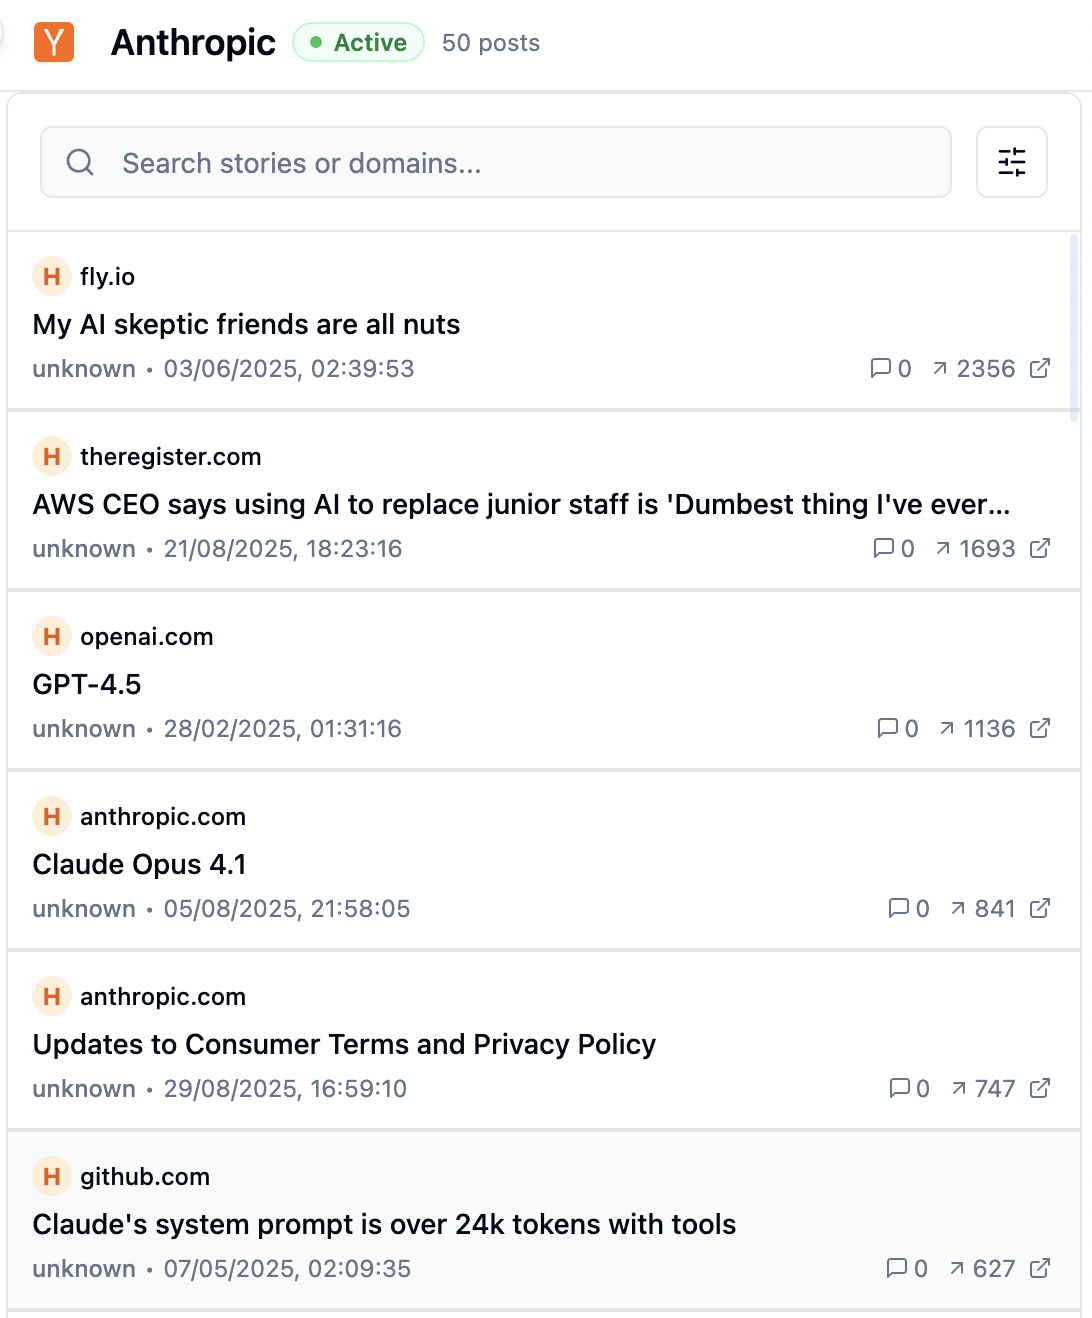 Y Anthropic Active 50 posts
Search stories or domains...
H fly.io
My AI skeptic friends are all nuts
unknown • 03/06/2025, 02:39:53 0 2356
H theregister.com
AWS CEO says using AI to replace junior staff is 'Dumbest thing I've ever...
unknown • 21/08/2025, 18:23:16 0 1693
H openai.com
GPT-4.5
unknown • 28/02/2025, 01:31:16 0 1136
H anthropic.com
Claude Opus 4.1
unknown • 05/08/2025, 21:58:05 0 841
H anthropic.com
Updates to Consumer Terms and Privacy Policy
unknown • 29/08/2025, 16:59:10 0 747
H github.com
Claude's system prompt is over 24k tokens with tools
unknown • 07/05/2025, 02:09:35 0 627